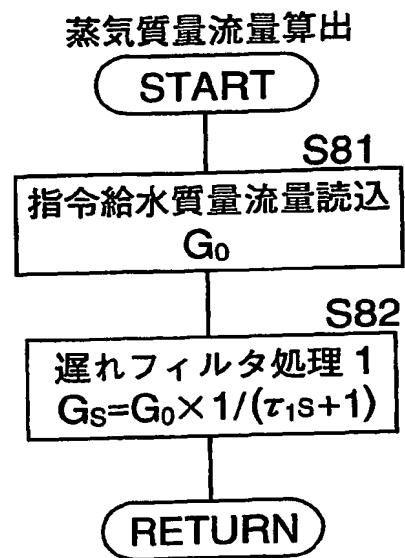 蒸気質量流量算出
START
S81
指令給水質量流量読込
G₀
S82
遅れフィルタ処理 1
Gs=G₀×1/(τ₁s+1)
RETURN